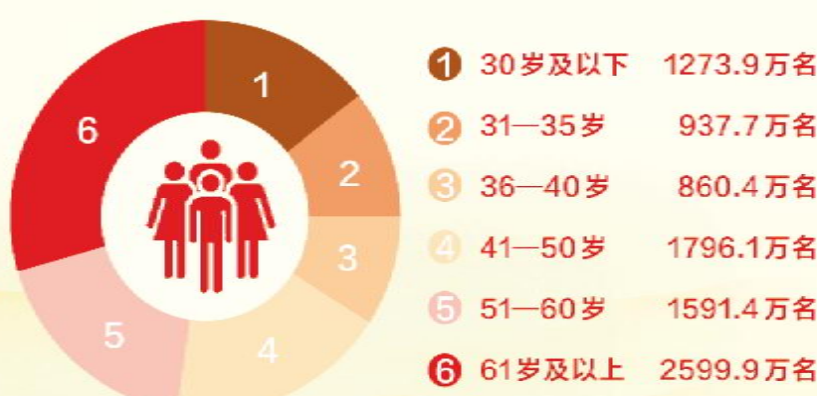 1
2
3
4
5
6
1 30岁及以下 1273.9万名
2 31—35岁 937.7万名
3 36—40岁 860.4万名
4 41—50岁 1796.1万名
5 51—60岁 1591.4万名
6 61岁及以上 2599.9万名